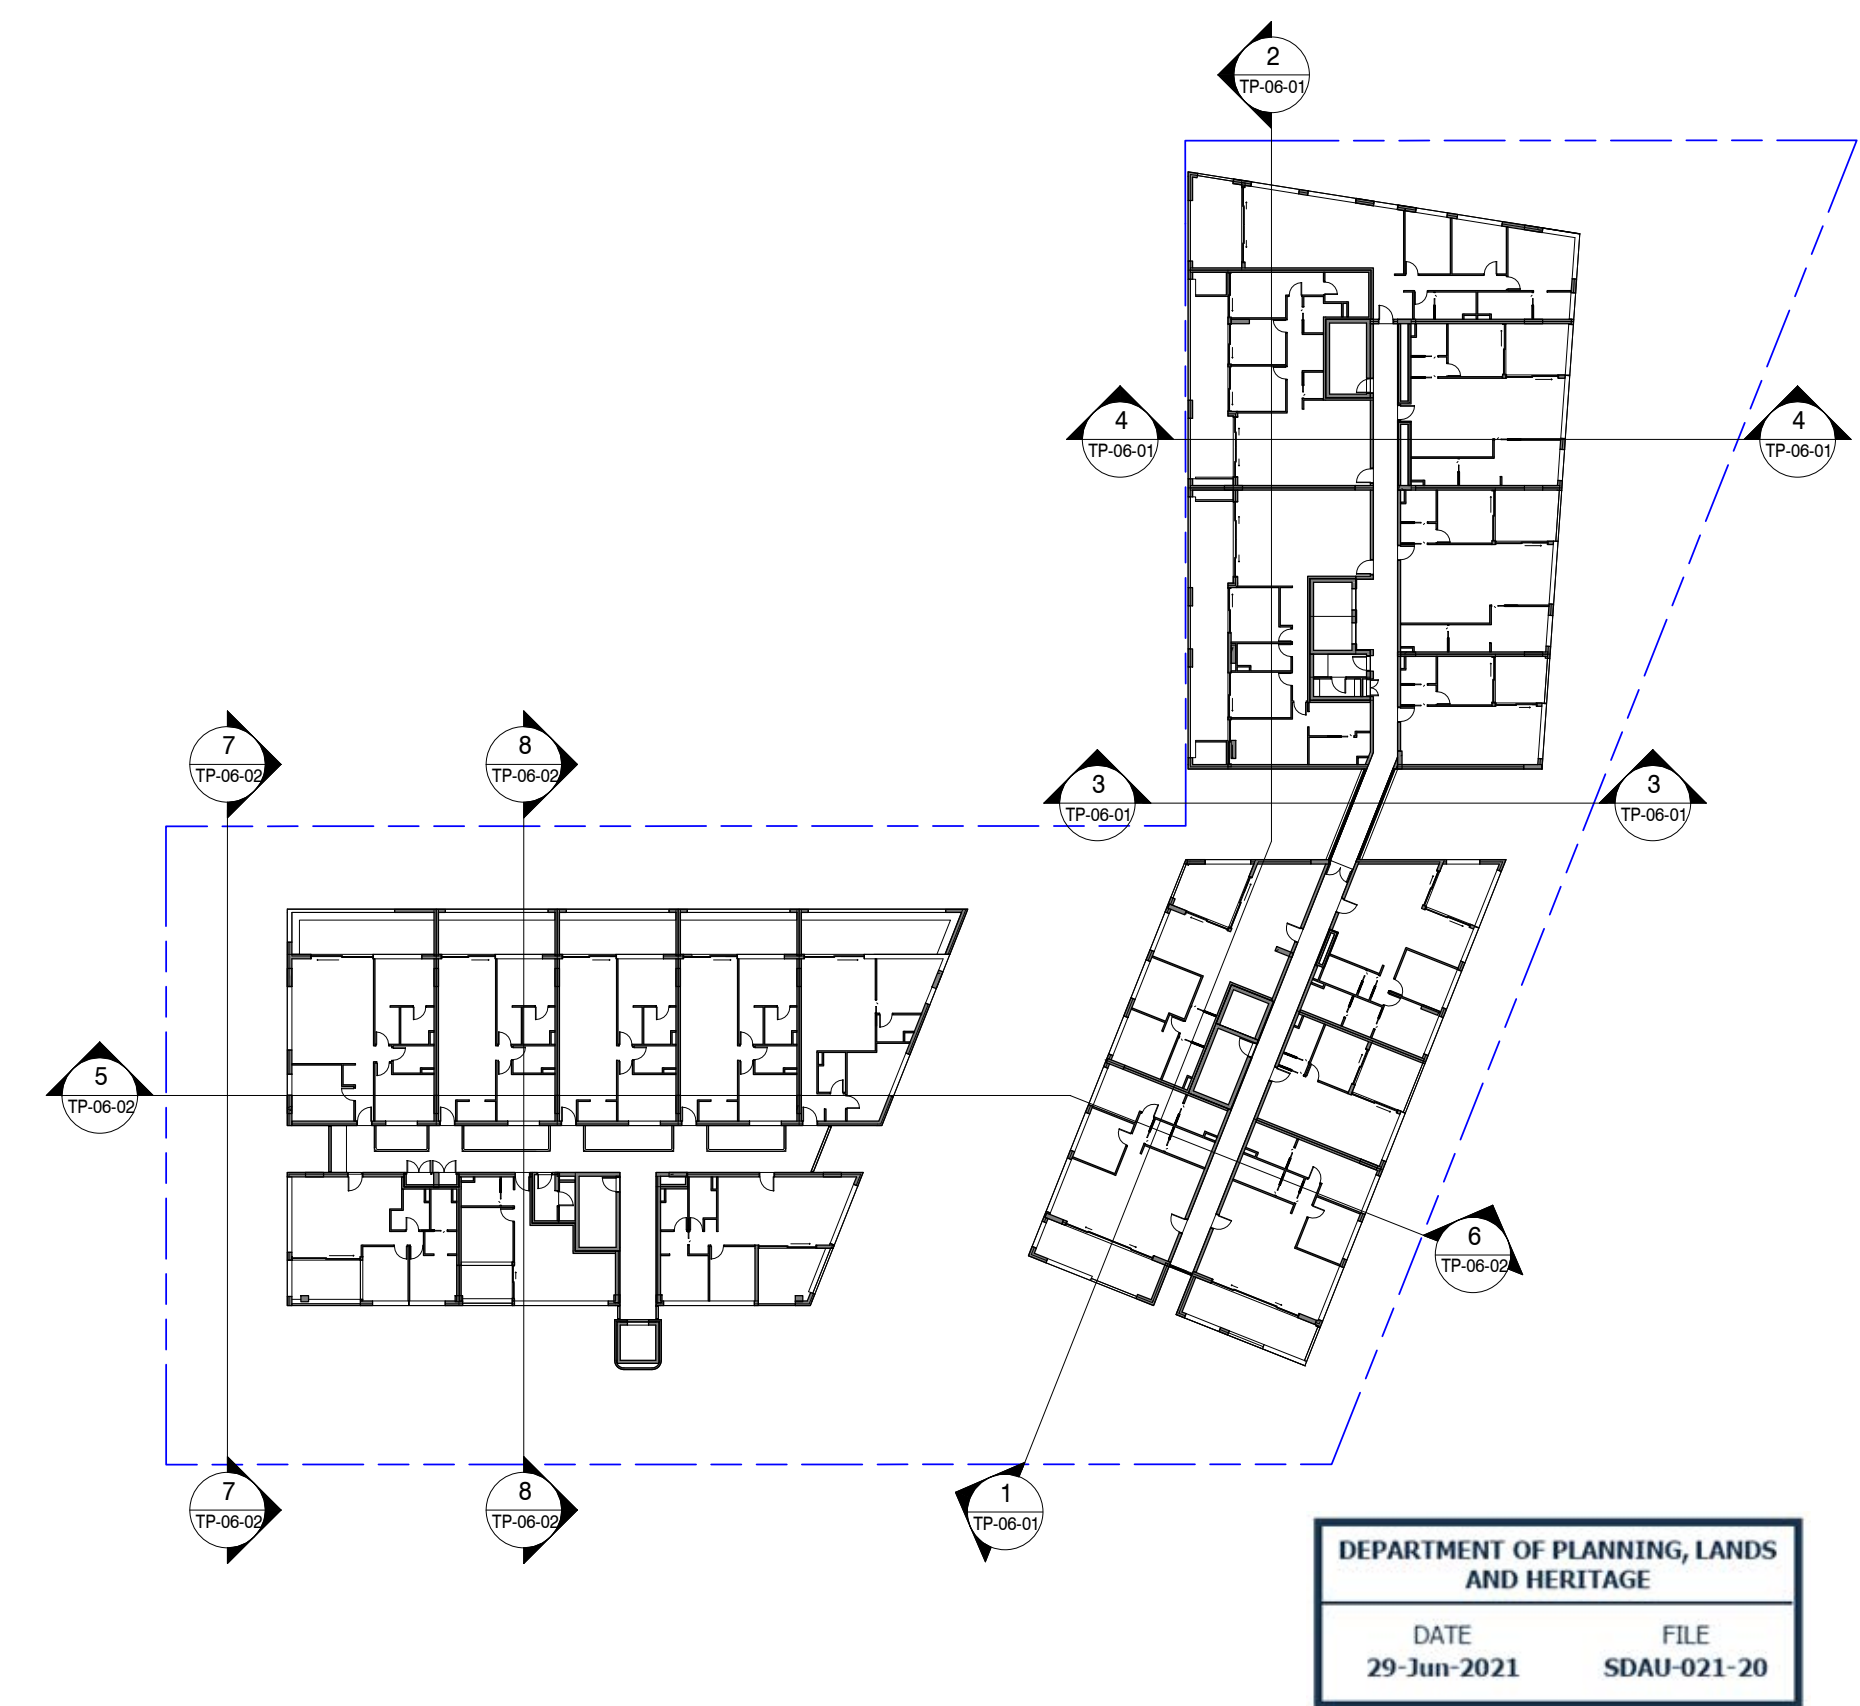 2
TP-06-01
4
TP-06-01
4
TP-06-01
7
TP-06-02
8
TP-06-02
3
TP-06-01
3
TP-06-01
5
TP-06-02
6
TP-06-02
7
TP-06-02
8
TP-06-02
1
TP-06-01
DEPARTMENT OF PLANNING, LANDS
AND HERITAGE
DATE FILE
29-Jun-2021 SDAU-021-20